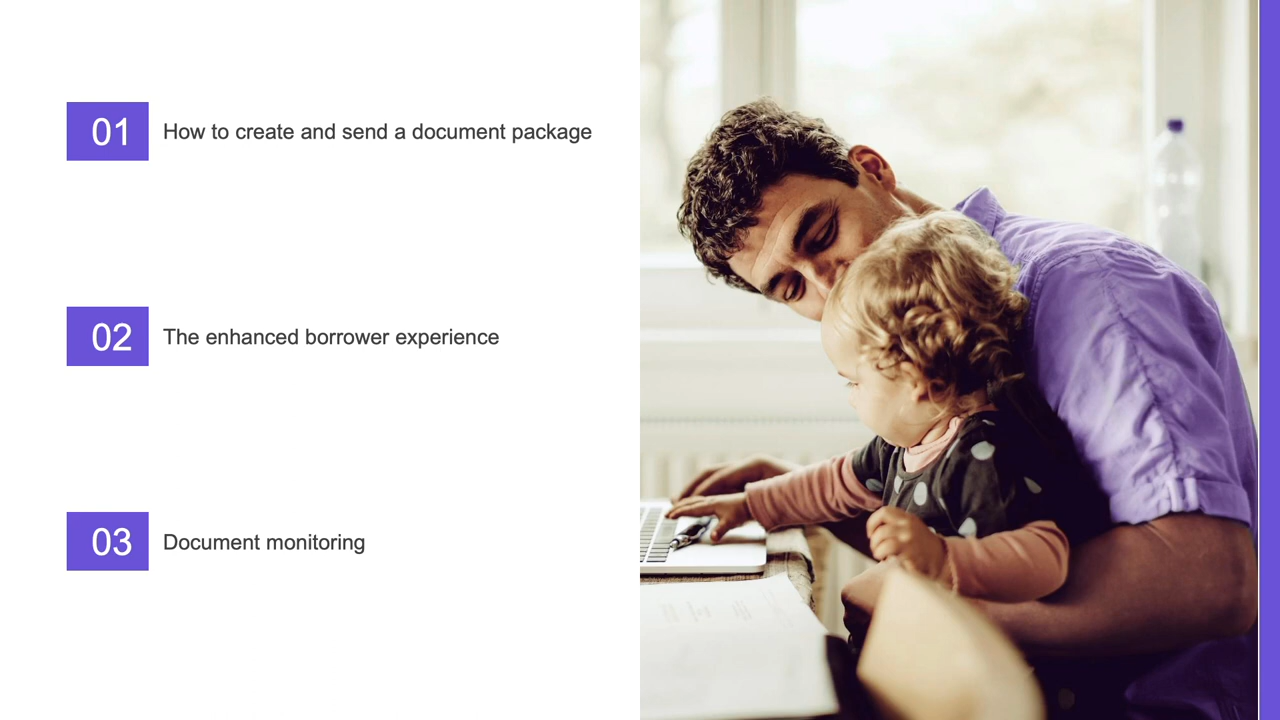 01 How to create and send a document package
02 The enhanced borrower experience
03 Document monitoring